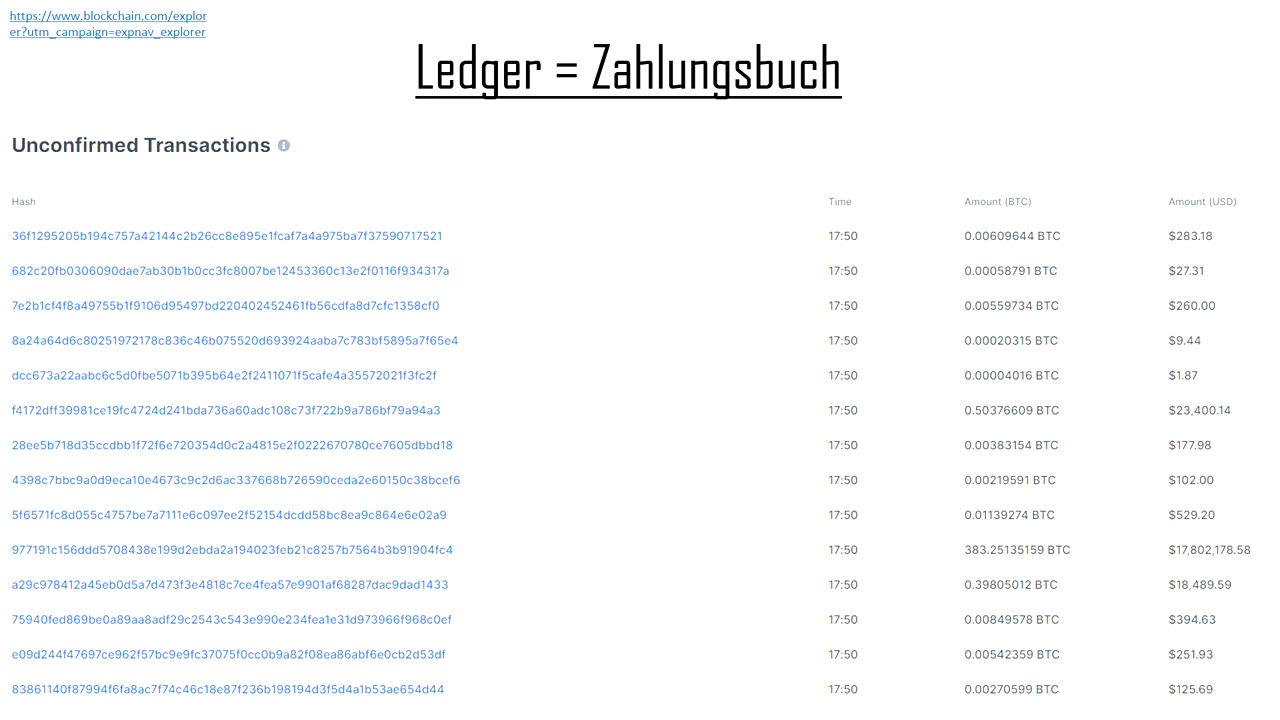 https://www.blockchain.com/explor
er?utm_campaign=expnav_explorer
Ledger = Zahlungsbuch
Unconfirmed Transactions
Hash Time Amount (BTC) Amount (USD)
36f1295205b194c757a42144c2b26cc8e895e1fcaf7a4a975ba7f37590717521 17:50 0.00609644 BTC $283.18
682c20fb0306090dae7ab30b1b0cc3fc8007be12453360c13e2f0116f934317a 17:50 0.00058791 BTC $27.31
7e2b1cf4f8a49755b1f9106d95497bd220402452461fb56cdfa8d7cfc1358cf0 17:50 0.00559734 BTC $260.00
8a24a64d6c80251972178c836c46b075520d693924aaba7c783bf5895a7f65e4 17:50 0.00020315 BTC $9.44
dcc673a22aabc6c5d0fbe5071b395b64e2f2411071f5cafe4a35572021f3fc2f 17:50 0.00004016 BTC $1.87
f4172dff39981ce19fc4724d241bda736a60adc108c73f722b9a786bf79a94a3 17:50 0.50376609 BTC $23,400.14
28ee5b718d35ccdbb1f72f6e720354d0c2a4815e2f0222670780ce7605dbbd18 17:50 0.00383154 BTC $177.98
4398c7bbc9a0d9eca10e4673c9c2d6ac337668b726590ceda2e60150c38bcef6 17:50 0.00219591 BTC $102.00
5f6571fc8d055c4757be7a7111e6c097ee2f52154dcdd58bc8ea9c864e6e02a9 17:50 0.01139274 BTC $529.20
977191c156ddd5708438e199d2ebda2a194023feb21c8257b7564b3b91904fc4 17:50 383.25135159 BTC $17,802,178.58
a29c978412a45eb0d5a7d473f3e4818c7ce4fea57e9901af68287dac9dad1433 17:50 0.39805012 BTC $18,489.59
75940fed869be0a89aa8adf29c2543c543e990e234fea1e31d973966f968c0ef 17:50 0.00849578 BTC $394.63
e09d244f47697ce962f57bc9e9fc37075f0cc0b9a82f08ea86abf6e0cb2d53df 17:50 0.00542359 BTC $251.93
83861140f87994f6fa8ac7f74c46c18e87f236b198194d3f5d4a1b53ae654d44 17:50 0.00270599 BTC $125.69